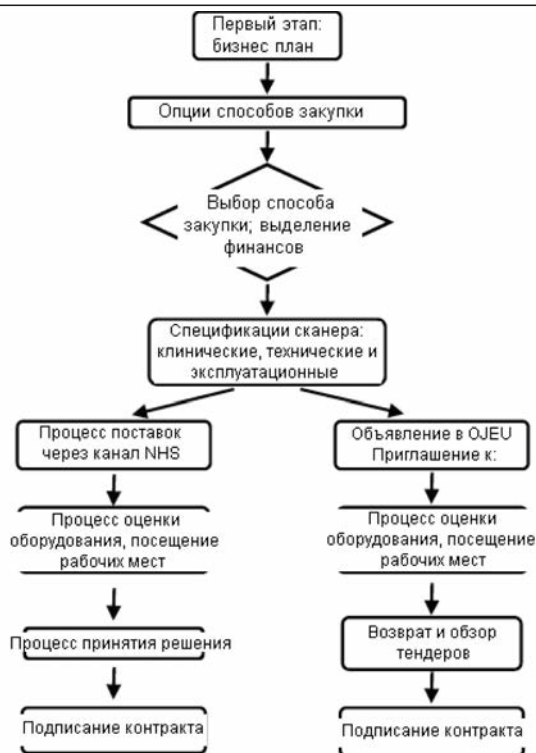 Первый этап:
бизнес план
Опции способов закупки
Выбор способа
закупки; выделение
финансов
Спецификации сканера:
клинические, технические и
эксплуатационные
Процесс поставок
через канал NHS
Процесс оценки
оборудования, посещение
рабочих мест
Процесс принятия решения
Подписание контракта
Объявление в OJEU
Приглашение к:
Процесс оценки
оборудования, посещение
рабочих мест
Возврат и обзор
тендеров
Подписание контракта